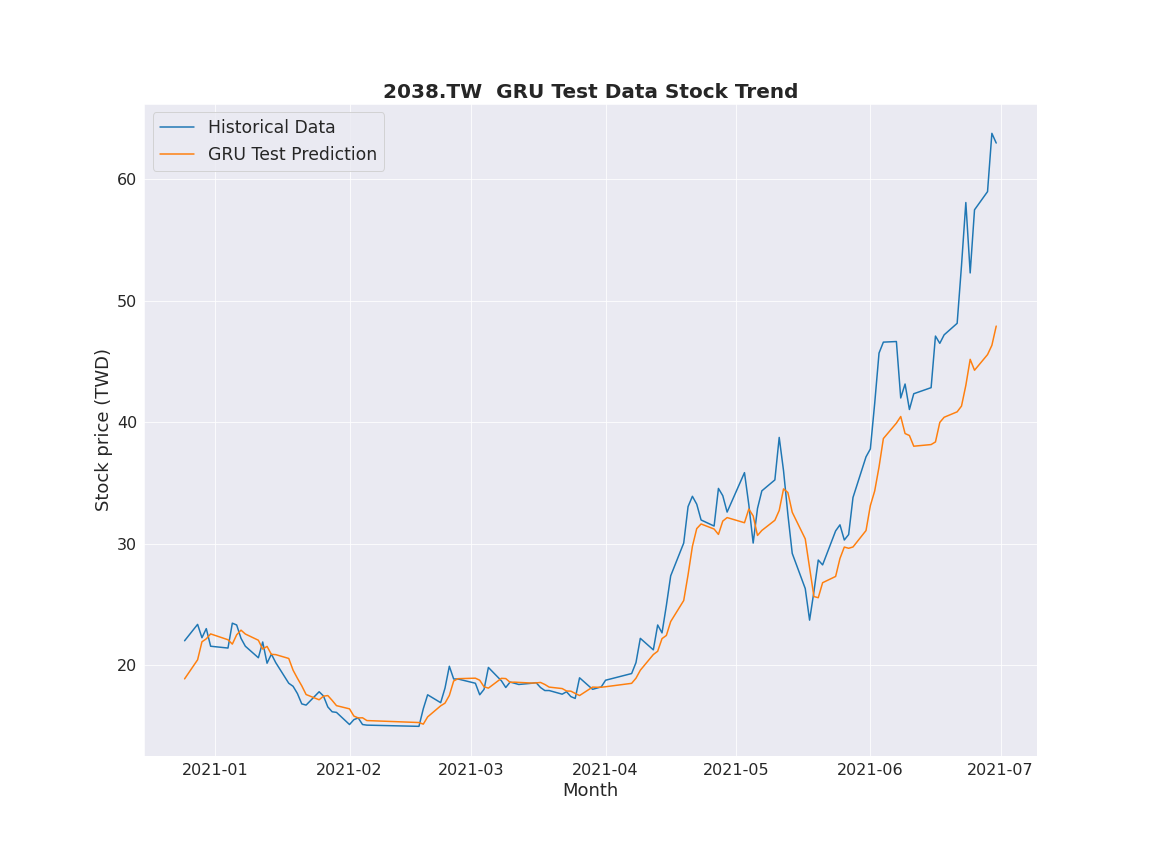 2038.TW  GRU Test Data Stock Trend
Historical Data
GRU Test Prediction
60
50
40
30
20
Stock price (TWD)
2021-01 2021-02 2021-03 2021-04 2021-05 2021-06 2021-07
Month